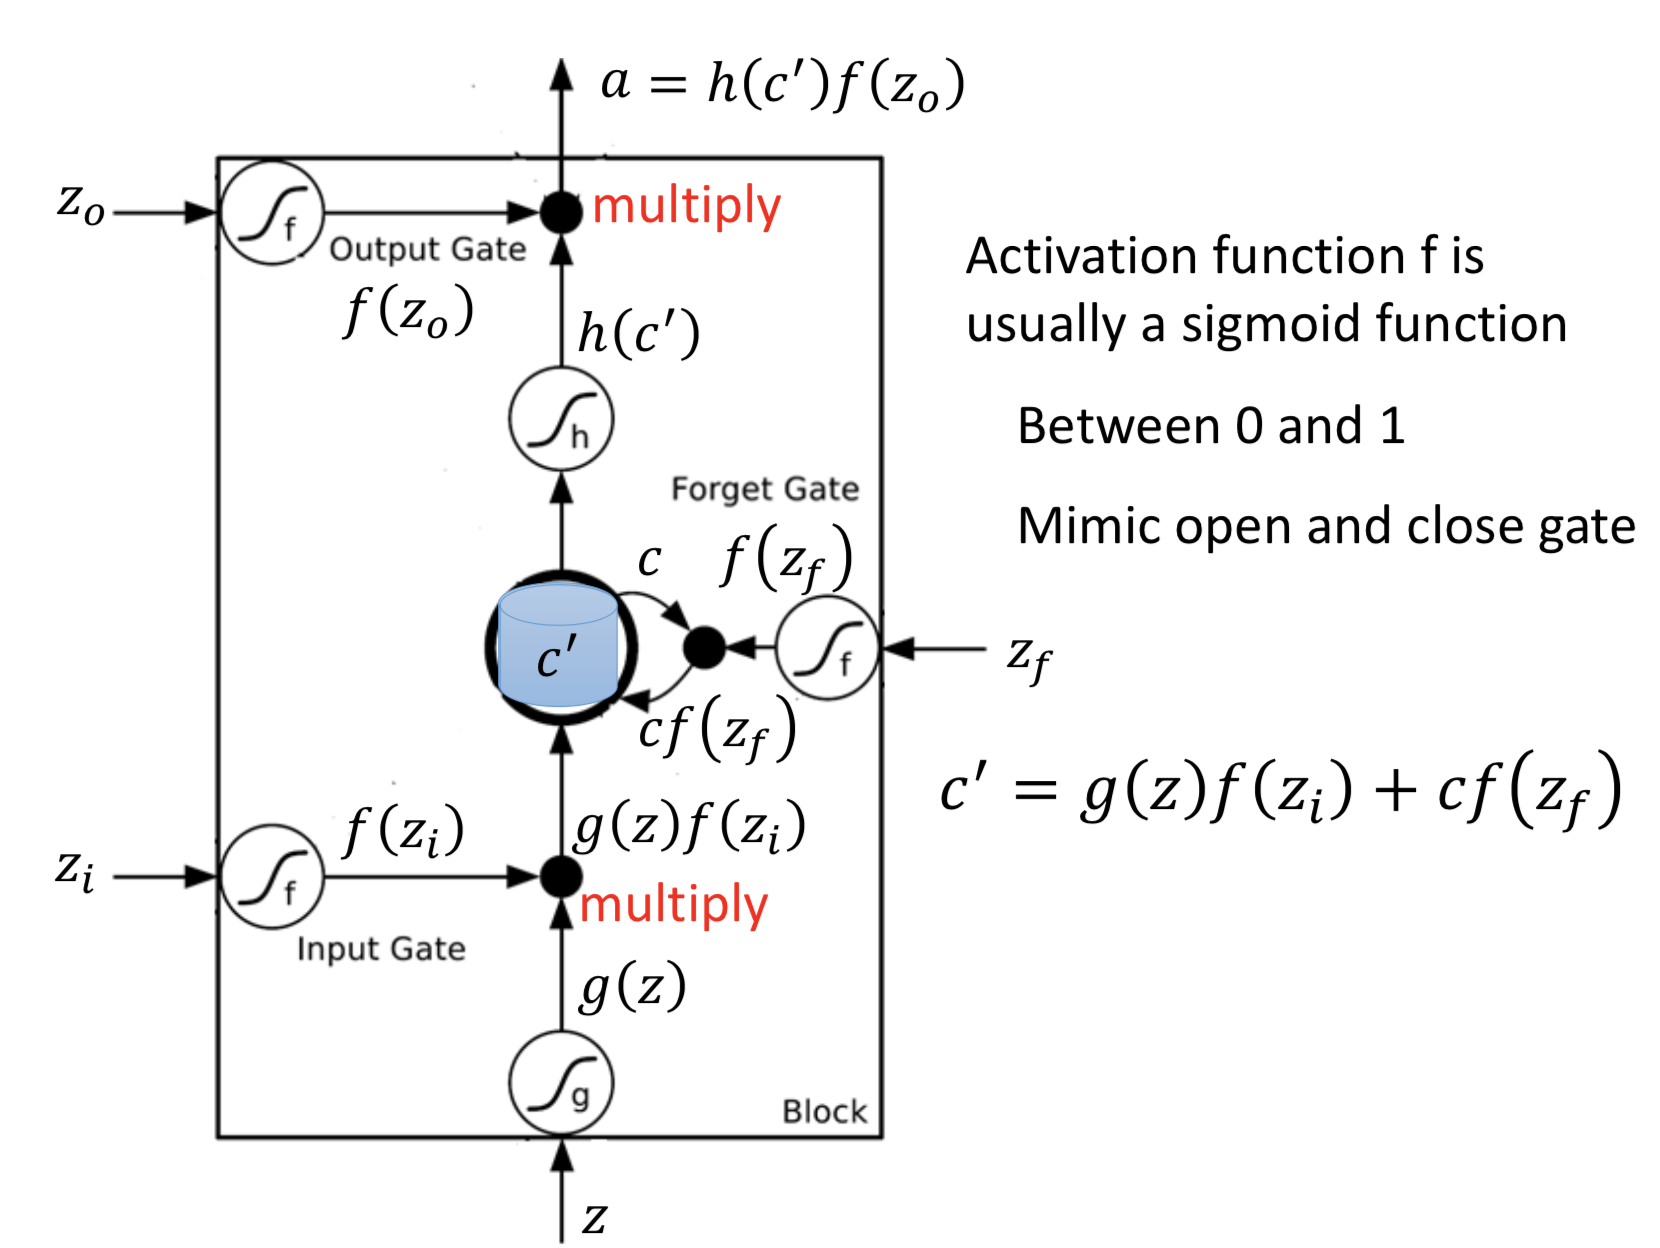 a = h(c′)f(z_o)
z_o
f
multiply
Output Gate
f(z_o)
h(c′)
h
Activation function f is
usually a sigmoid function
Between 0 and 1
Mimic open and close gate
Forget Gate
c
f(z_f)
c′
f
z_f
cf(z_f)
c′ = g(z)f(z_i) + cf(z_f)
f(z_i)
g(z)f(z_i)
z_i
f
multiply
Input Gate
g(z)
g
Block
z